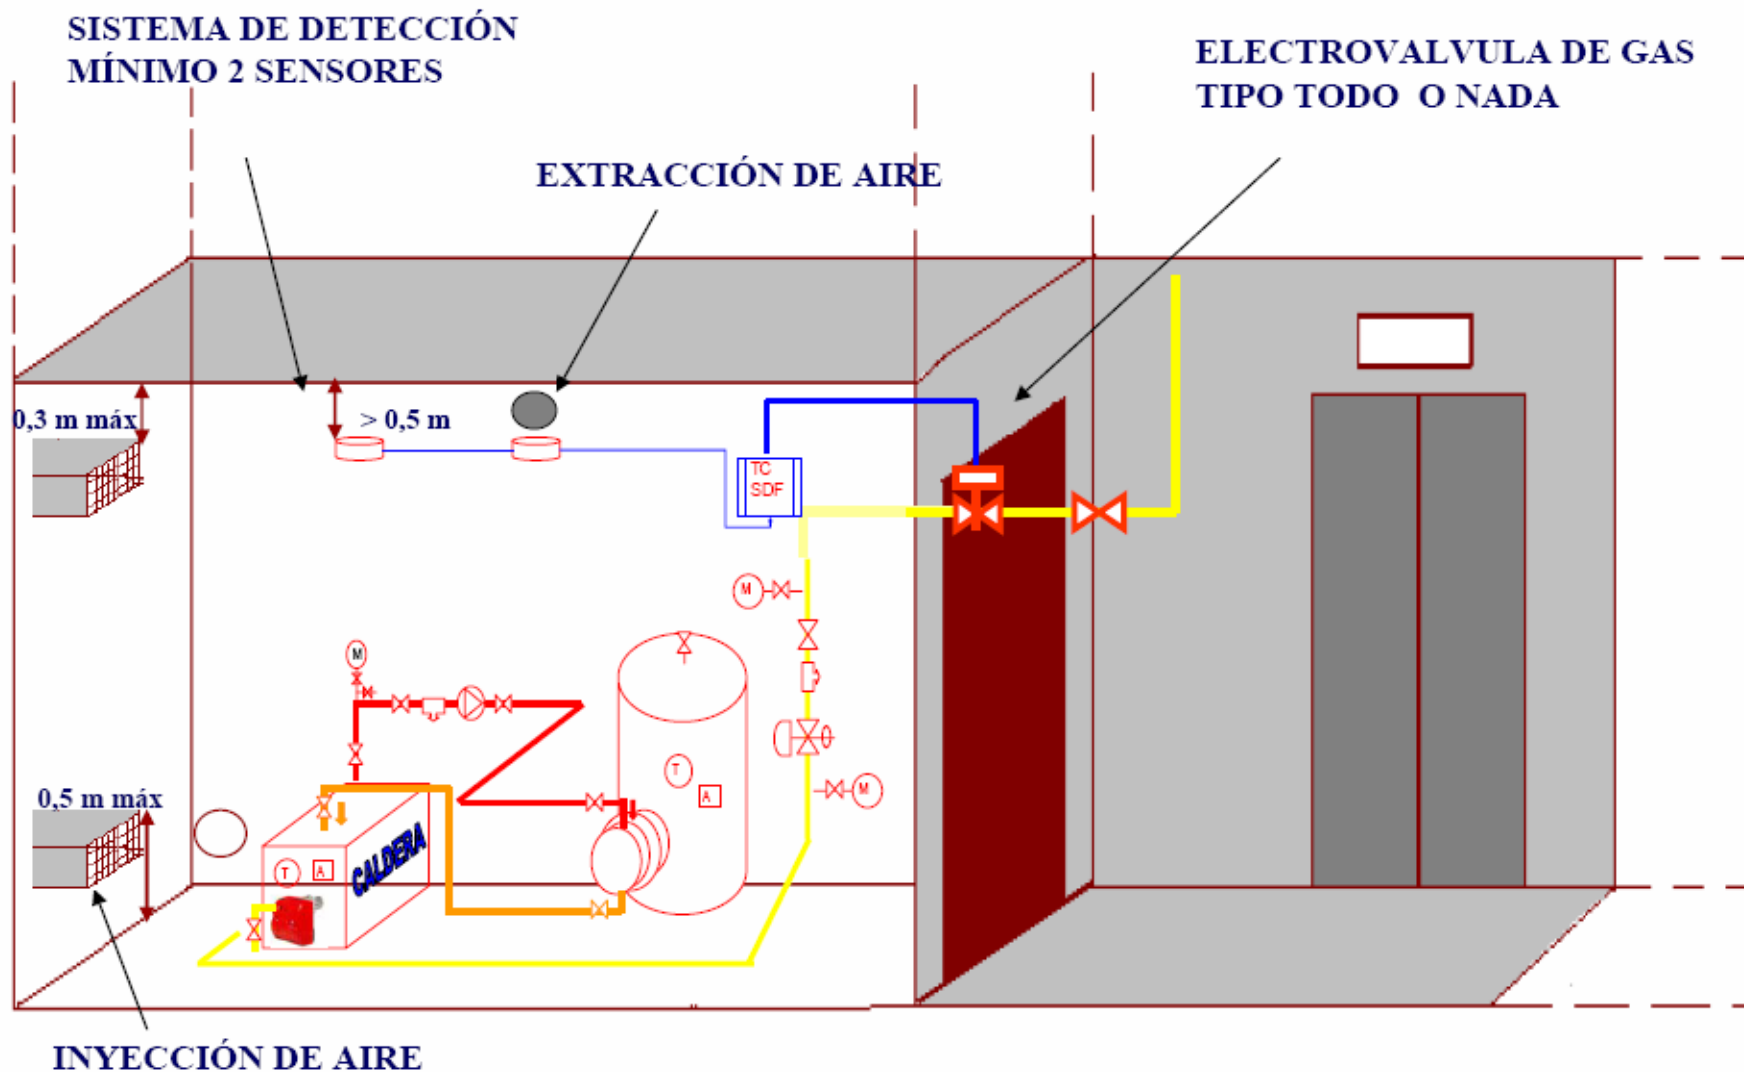 SISTEMA DE DETECCIÓN
MÍNIMO 2 SENSORES
ELECTROVALVULA DE GAS
TIPO TODO O NADA
EXTRACCIÓN DE AIRE
0,3 m máx
> 0,5 m
TC
SDF
M
M
T
A
M
0,5 m máx
T
A
CALDERA
INYECCIÓN DE AIRE